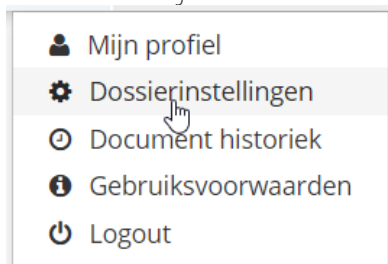 Mijn profiel
Dossierinstellingen
Document historiek
Gebruiksvoorwaarden
Logout